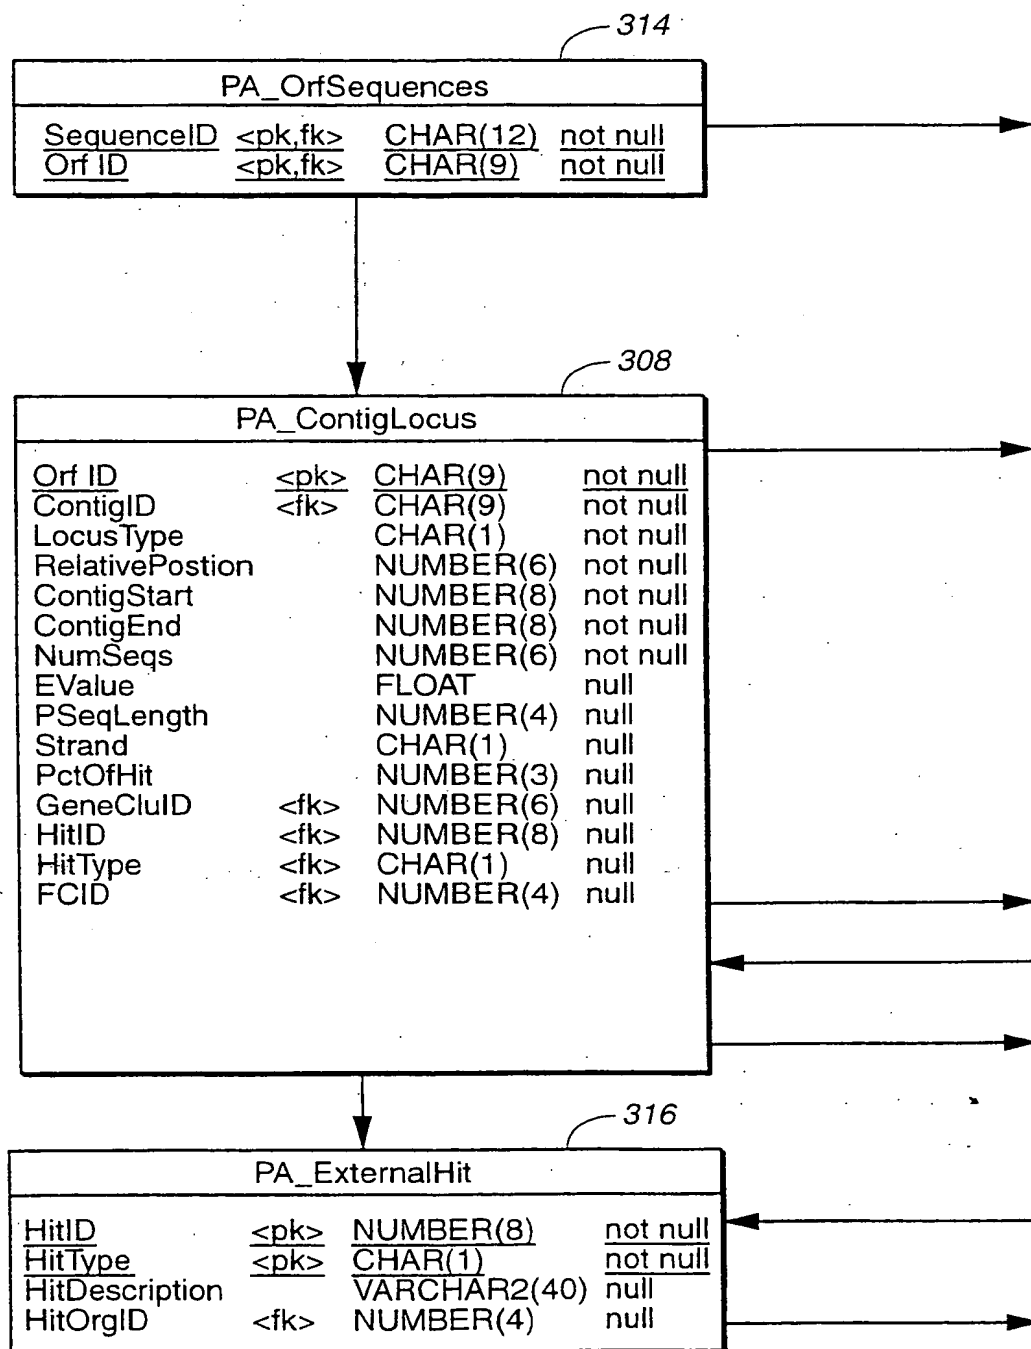 314
PA_OrfSequences
SequenceID <pk,fk> CHAR(12) not null
Orf ID <pk,fk> CHAR(9) not null
308
PA_ContigLocus
Orf ID <pk> CHAR(9) not null
ContigID <fk> CHAR(9) not null
LocusType CHAR(1) not null
RelativePostion NUMBER(6) not null
ContigStart NUMBER(8) not null
ContigEnd NUMBER(8) not null
NumSeqs NUMBER(6) not null
EValue FLOAT null
PSeqLength NUMBER(4) null
Strand CHAR(1) null
PctOfHit NUMBER(3) null
GeneCluID <fk> NUMBER(6) null
HitID <fk> NUMBER(8) null
HitType <fk> CHAR(1) null
FCID <fk> NUMBER(4) null
316
PA_ExternalHit
HitID <pk> NUMBER(8) not null
HitType <pk> CHAR(1) not null
HitDescription VARCHAR2(40) null
HitOrgID <fk> NUMBER(4) null